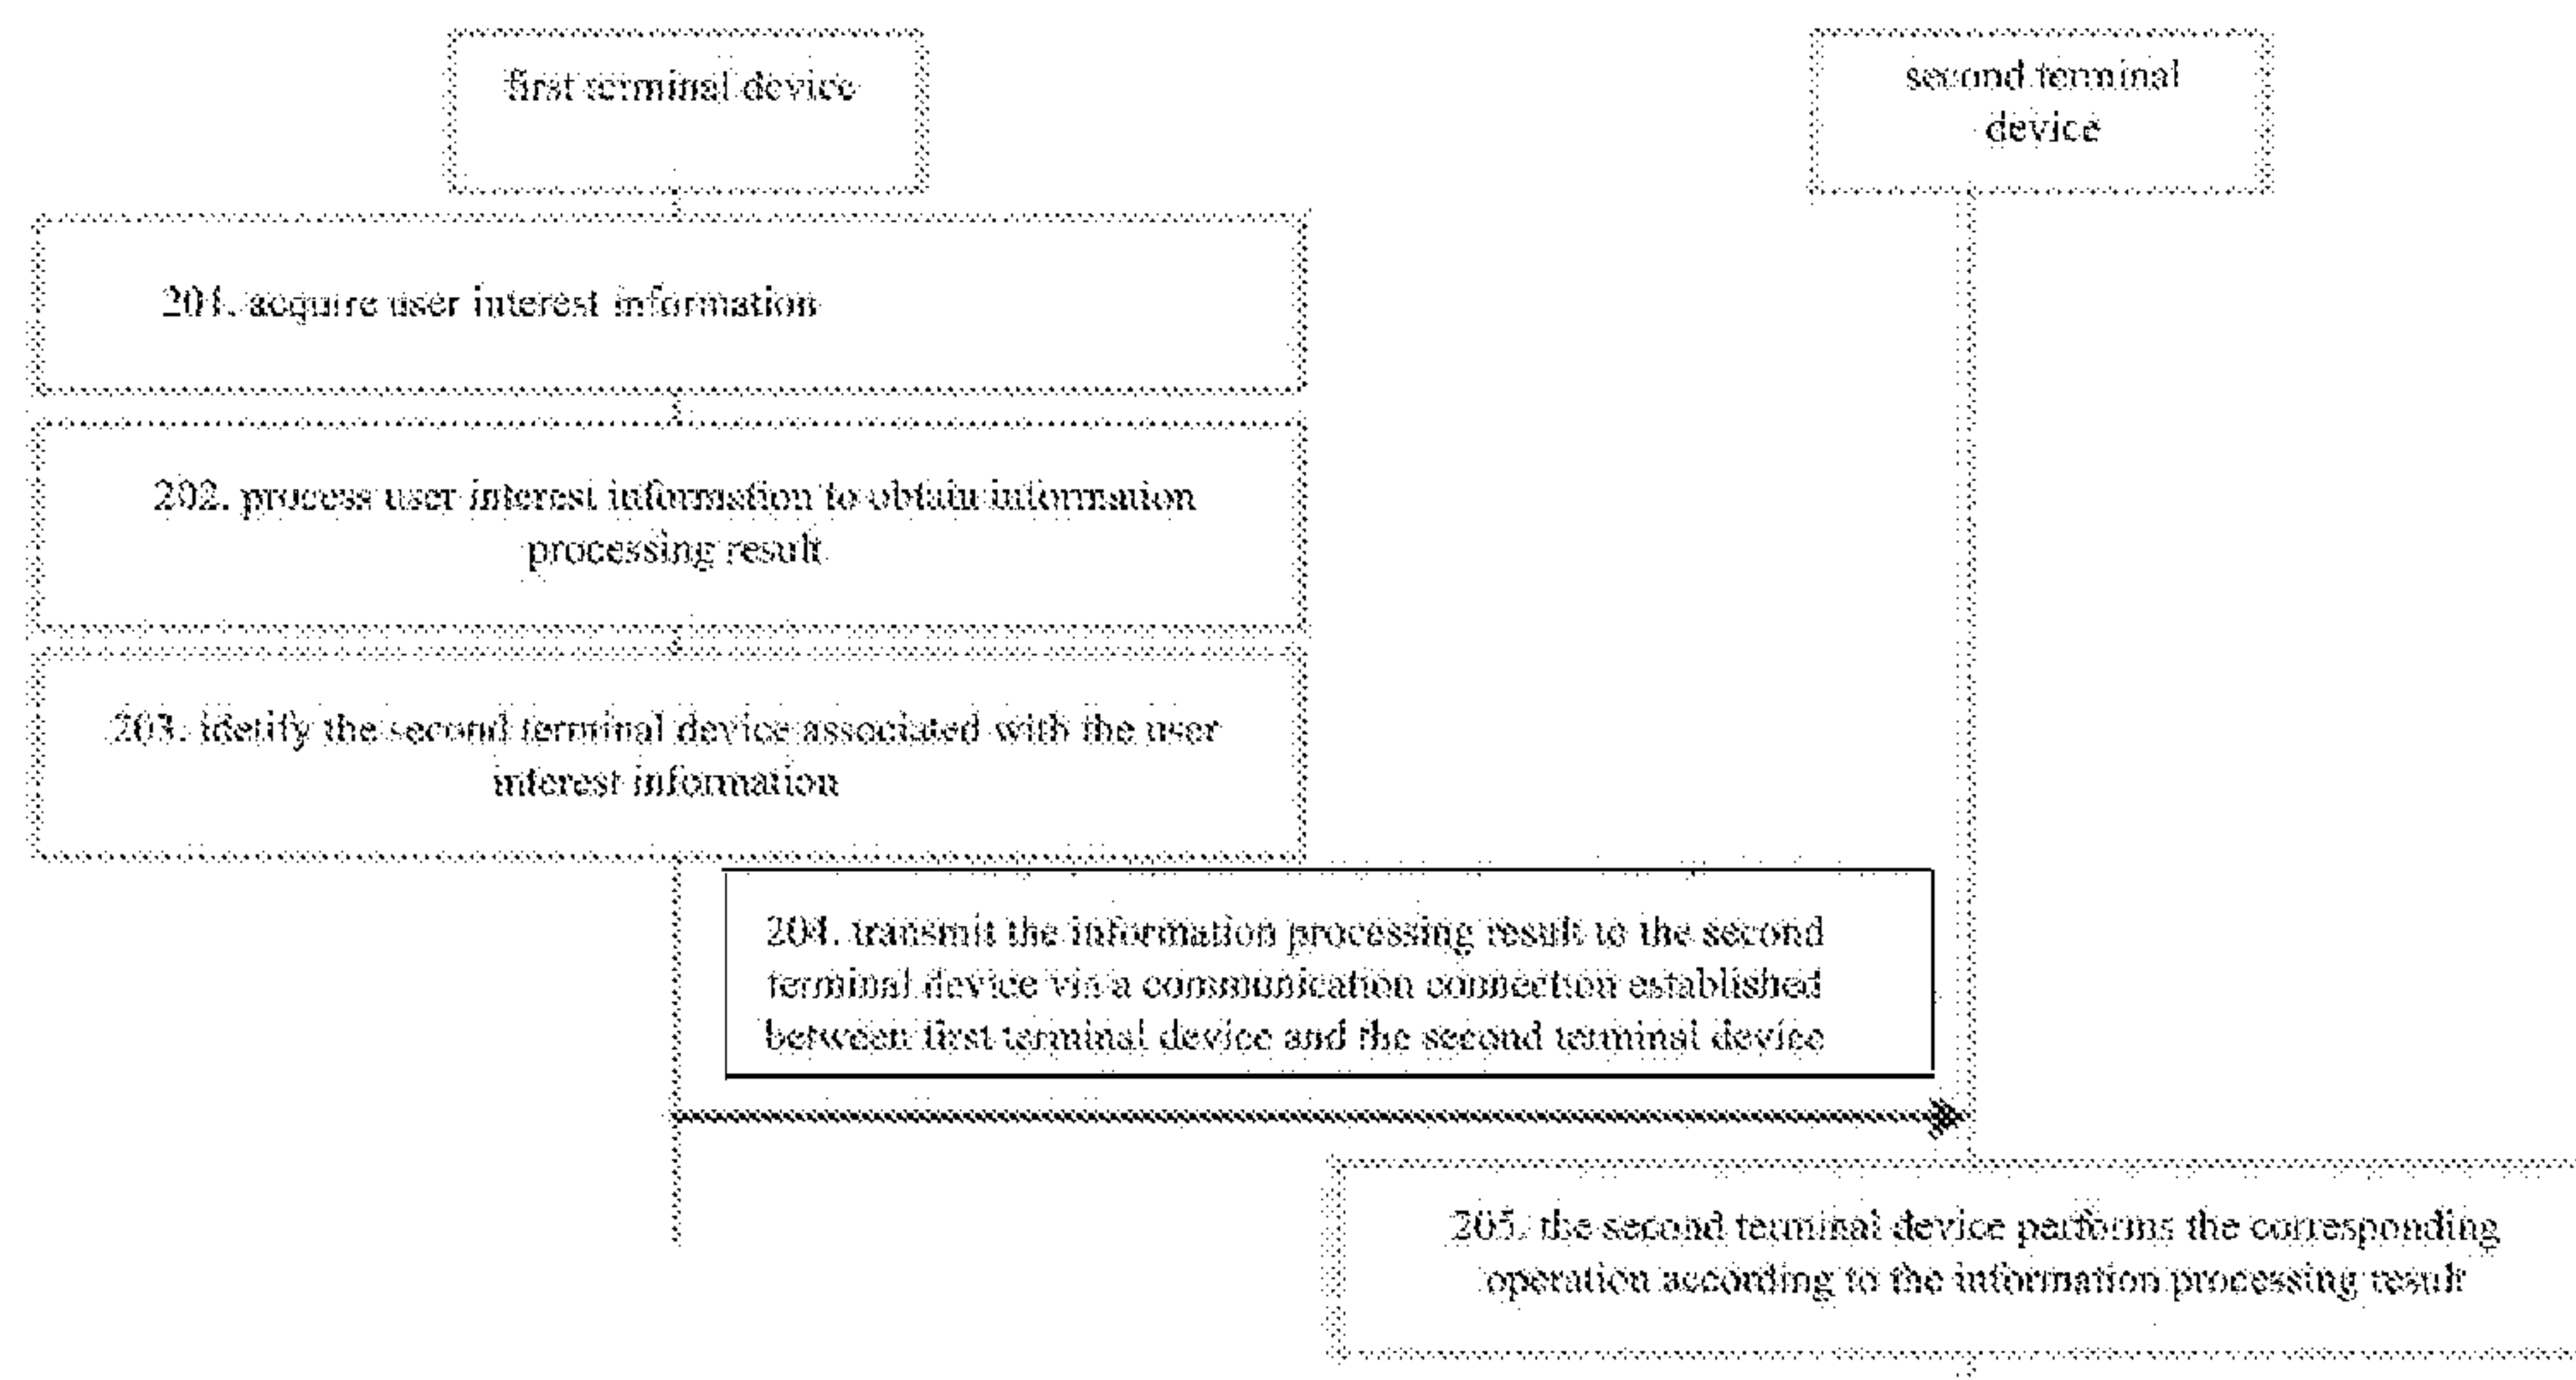 first terminal device
second terminal
device
201. acquire user interest information
202. process user interest information to obtain information
processing result
203. idetify the second terminal device associated with the user
interest information
204. transmit the information processing result to the second
terminal device via a communication connection established
between first terminal device and the second terminal device
205. the second terminal device performs the corresponding
operation according to the information processing result